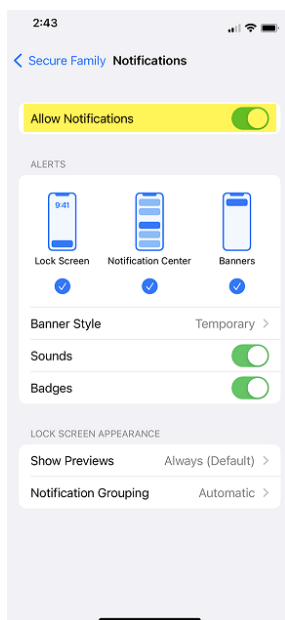 2:43
Secure Family Notifications
Allow Notifications
ALERTS
9:41
Lock Screen Notification Center Banners
Banner Style Temporary
Sounds
Badges
LOCK SCREEN APPEARANCE
Show Previews Always (Default)
Notification Grouping Automatic